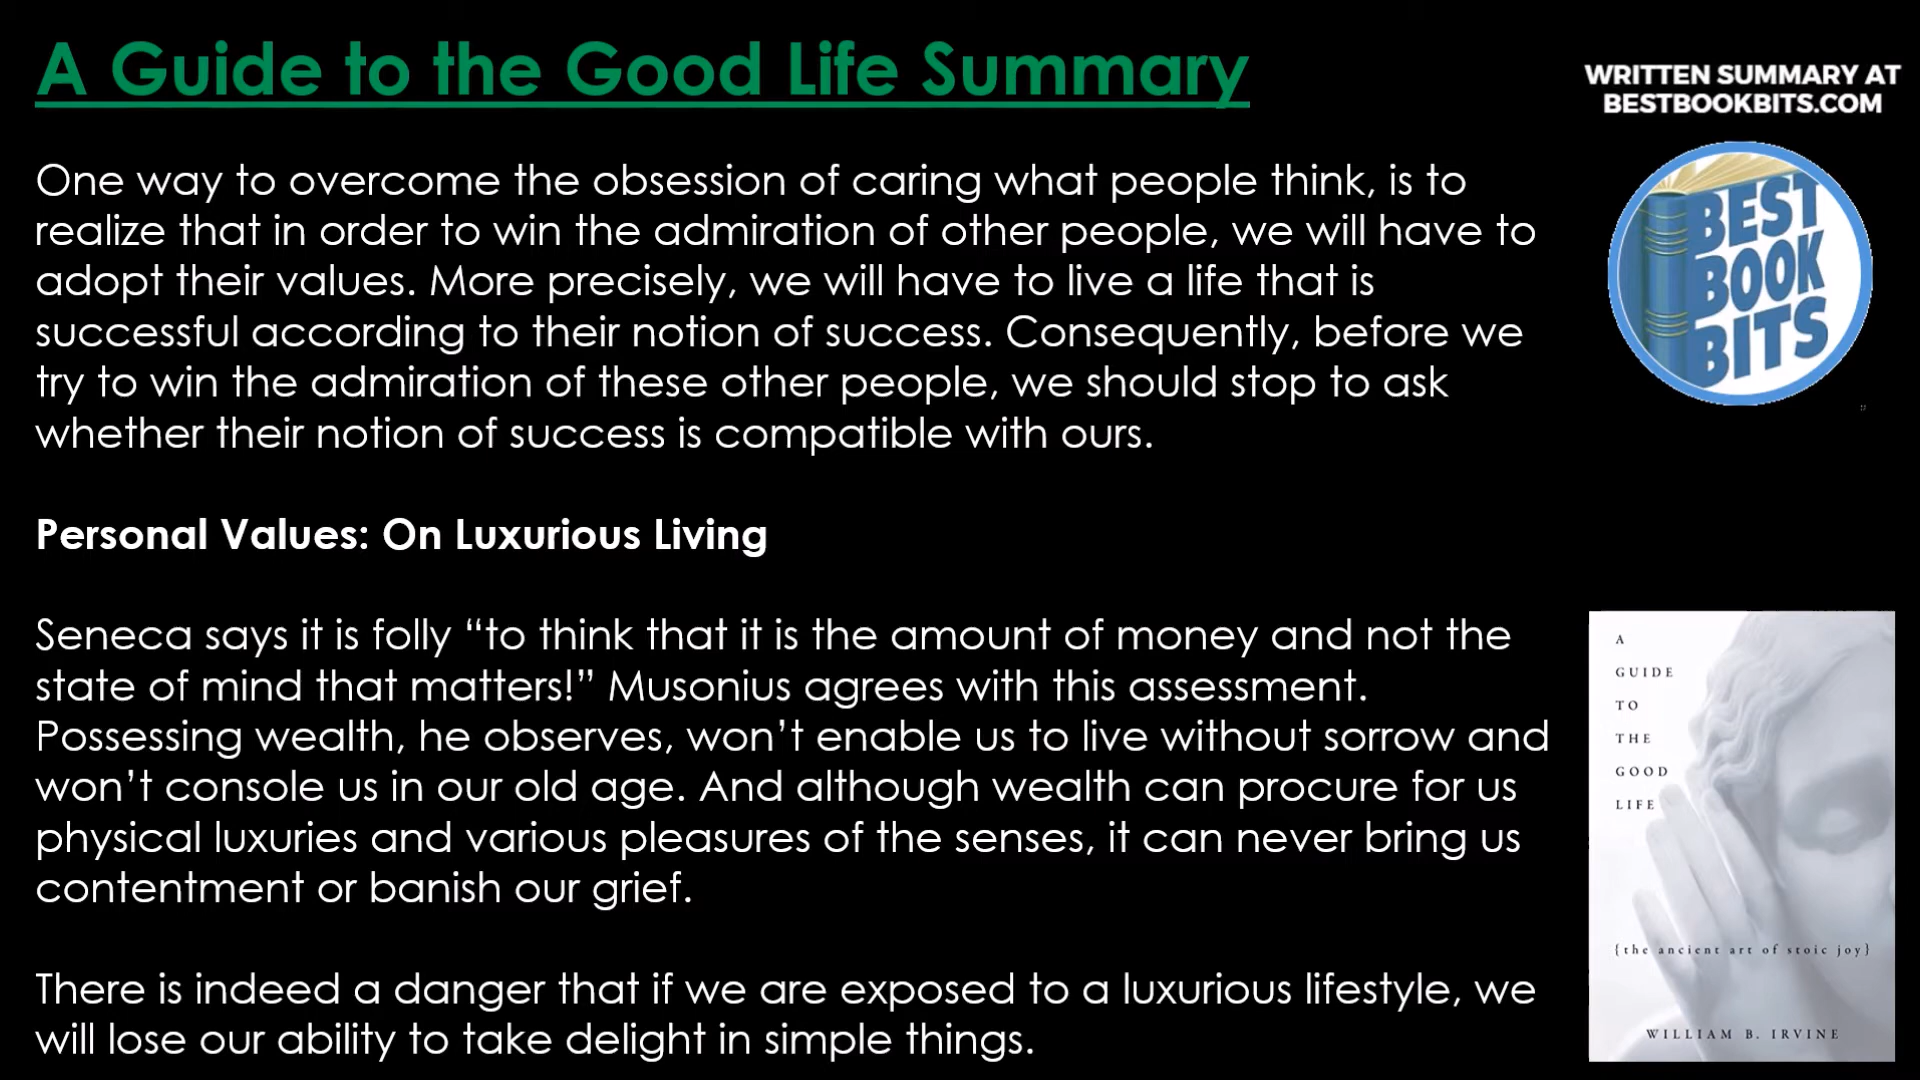 A Guide to the Good Life Summary
One way to overcome the obsession of caring what people think, is to
realize that in order to win the admiration of other people, we will have to
adopt their values. More precisely, we will have to live a life that is
successful according to their notion of success. Consequently, before we
try to win the admiration of these other people, we should stop to ask
whether their notion of success is compatible with ours.
Personal Values: On Luxurious Living
Seneca says it is folly “to think that it is the amount of money and not the
state of mind that matters!” Musonius agrees with this assessment.
Possessing wealth, he observes, won’t enable us to live without sorrow and
won’t console us in our old age. And although wealth can procure for us
physical luxuries and various pleasures of the senses, it can never bring us
contentment or banish our grief.
There is indeed a danger that if we are exposed to a luxurious lifestyle, we
will lose our ability to take delight in simple things.
WRITTEN SUMMARY AT
BESTBOOKBITS.COM
BEST
BOOK
BITS
A
GUIDE
TO
THE
GOOD
LIFE
{the ancient art of stoic joy}
WILLIAM B. IRVINE